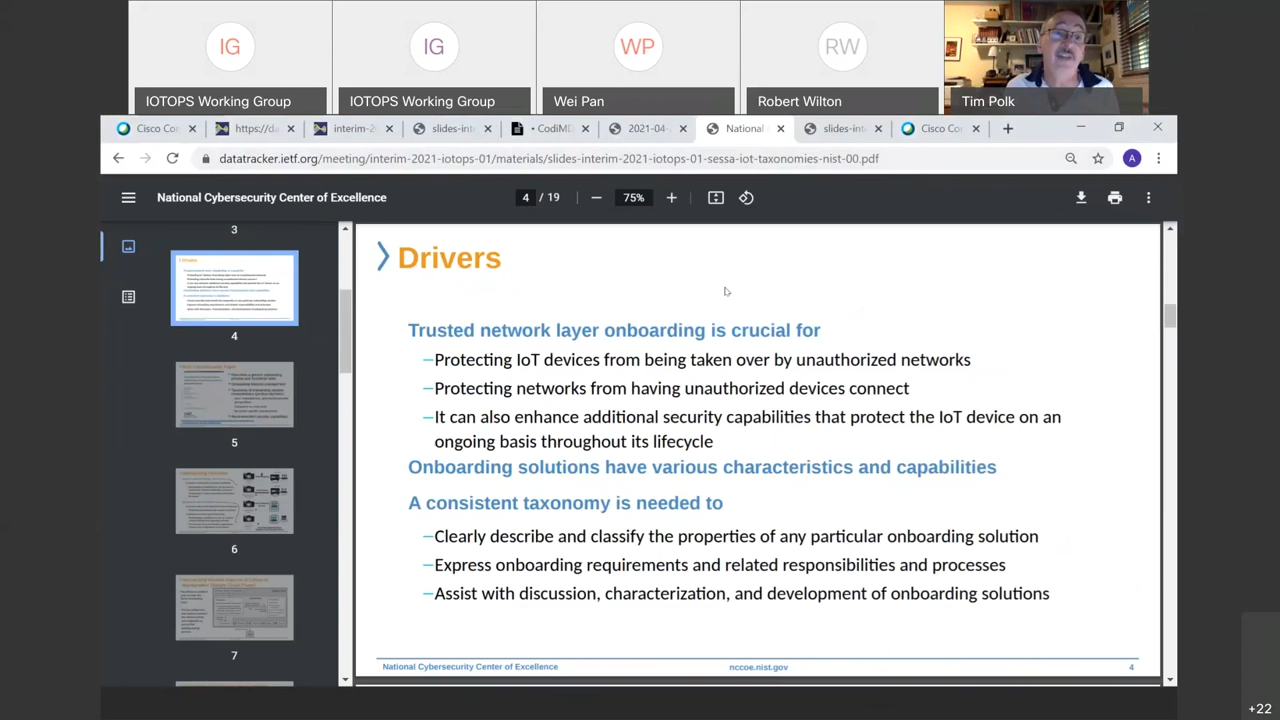 IG
IG
WP
RW
IOTOPS Working Group
IOTOPS Working Group
Wei Pan
Robert Wilton
Tim Polk
Cisco Co
https://da
interim-2
slides-int
CodiMD
2021-04-
National
slides-int
Cisco Co
datatracker.ietf.org/meeting/interim-2021-iotops-01/materials/slides-interim-2021-iotops-01-sessa-iot-taxonomies-nist-00.pdf
A
National Cybersecurity Center of Excellence
4 / 19
75%
3
4
5
6
7
Drivers
Trusted network layer onboarding is crucial for
–Protecting IoT devices from being taken over by unauthorized networks
–Protecting networks from having unauthorized devices connect
–It can also enhance additional security capabilities that protect the IoT device on an
ongoing basis throughout its lifecycle
Onboarding solutions have various characteristics and capabilities
A consistent taxonomy is needed to
–Clearly describe and classify the properties of any particular onboarding solution
–Express onboarding requirements and related responsibilities and processes
–Assist with discussion, characterization, and development of onboarding solutions
National Cybersecurity Center of Excellence
nccoe.nist.gov
4
+22